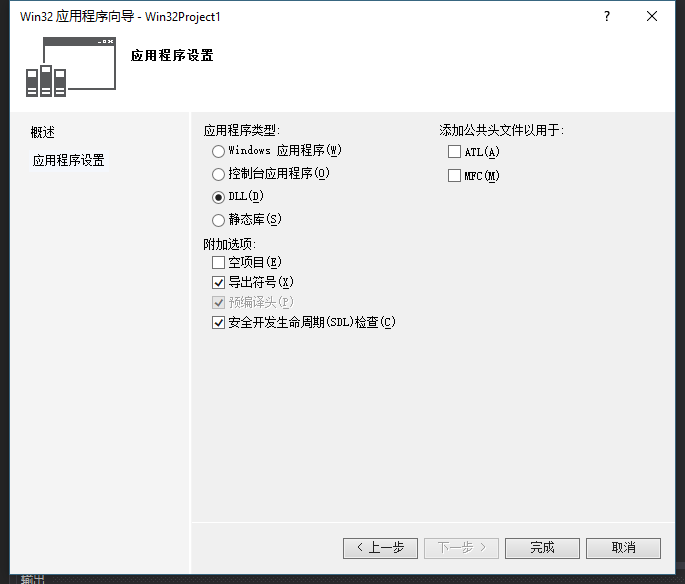 Win32 应用程序向导 - Win32Project1
?
应用程序设置
概述
应用程序设置
应用程序类型:
Windows 应用程序(W)
控制台应用程序(O)
DLL(D)
静态库(S)
附加选项:
空项目(E)
导出符号(X)
预编译头(P)
安全开发生命周期(SDL)检查(C)
添加公共头文件以用于:
ATL(A)
MFC(M)
< 上一步
下一步 >
完成
取消
输出